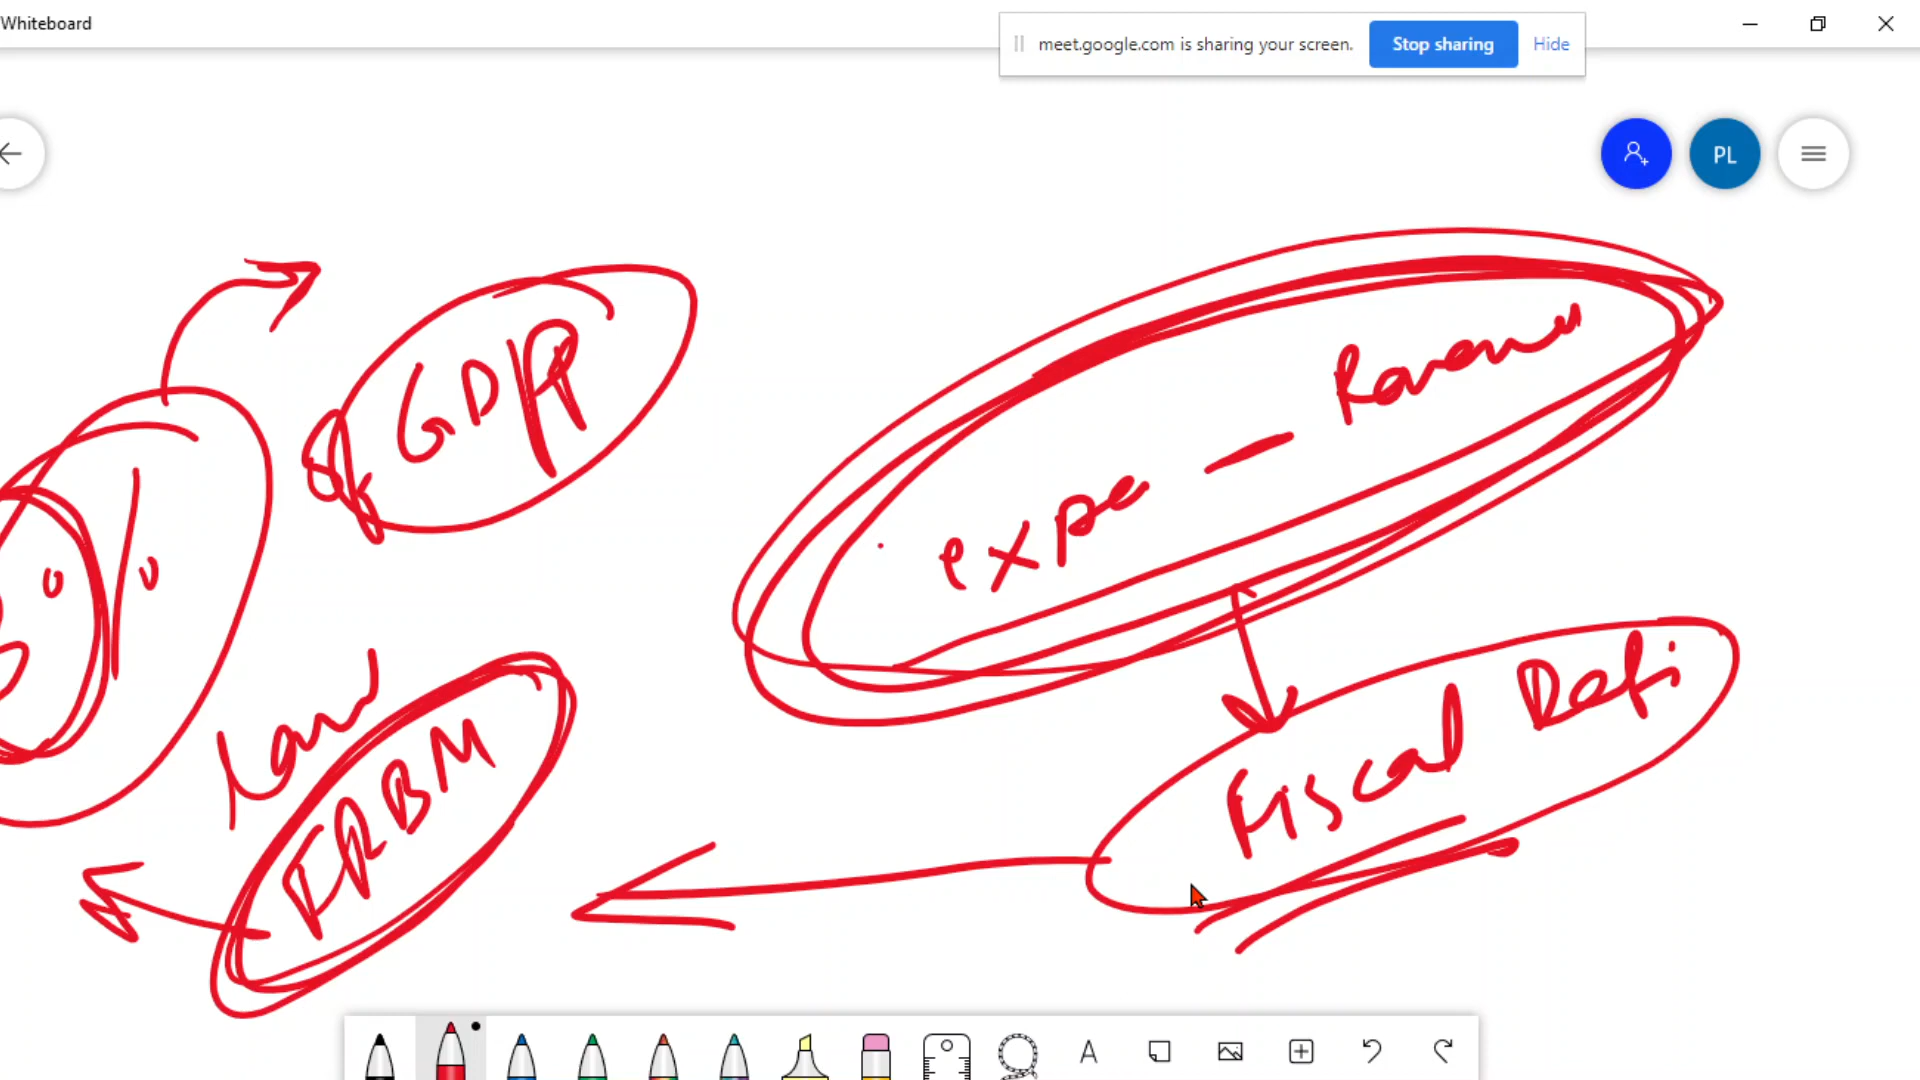 Whiteboard
meet.google.com is sharing your screen.
Stop sharing
Hide
PL
GDP
expe - Revenue
3 %
Law
FRBM
Fiscal Defi
A